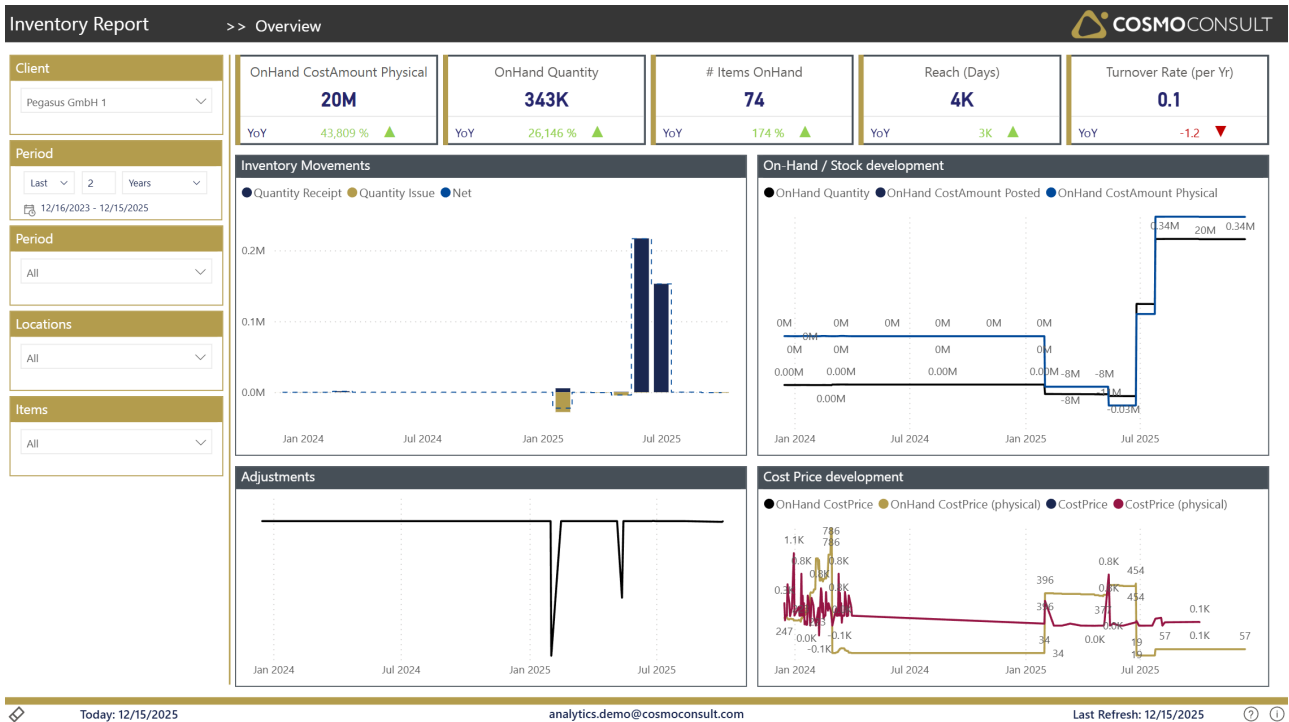 Inventory Report
>> Overview
COSMOCONSULT
Client
Pegasus GmbH 1
Period
Last 2 Years
12/16/2023 - 12/15/2025
Period
All
Locations
All
Items
All
OnHand CostAmount Physical
20M
YoY 43,809 %
OnHand Quantity
343K
YoY 26,146 %
# Items OnHand
74
YoY 174 %
Reach (Days)
4K
YoY 3K
Turnover Rate (per Yr)
0.1
YoY -1.2
Inventory Movements
Quantity Receipt Quantity Issue Net
0.2M
0.1M
0.0M
Jan 2024 Jul 2024 Jan 2025 Jul 2025
On-Hand / Stock development
OnHand Quantity OnHand CostAmount Posted OnHand CostAmount Physical
0.34M 20M 0.34M
0M 0M 0M 0M 0M 0M
0M
0M 0M 0M 0M
0.00M 0.00M 0.00M 0.00M -8M -8M
0.00M -8M
-0.03M
Jan 2024 Jul 2024 Jan 2025 Jul 2025
Adjustments
Jan 2024 Jul 2024 Jan 2025 Jul 2025
Cost Price development
OnHand CostPrice OnHand CostPrice (physical) CostPrice CostPrice (physical)
786
1.1K 786
0.8K 0.8K 0.8K
0.8K 396 454
0.8K 0.8K
454
396 377 0.1K
247 0.0K
0.0K -0.1K 34 0.0K 19 57 0.1K 57
-0.1K 34 19
Jan 2024 Jul 2024 Jan 2025 Jul 2025
Today: 12/15/2025
analytics.demo@cosmoconsult.com
Last Refresh: 12/15/2025